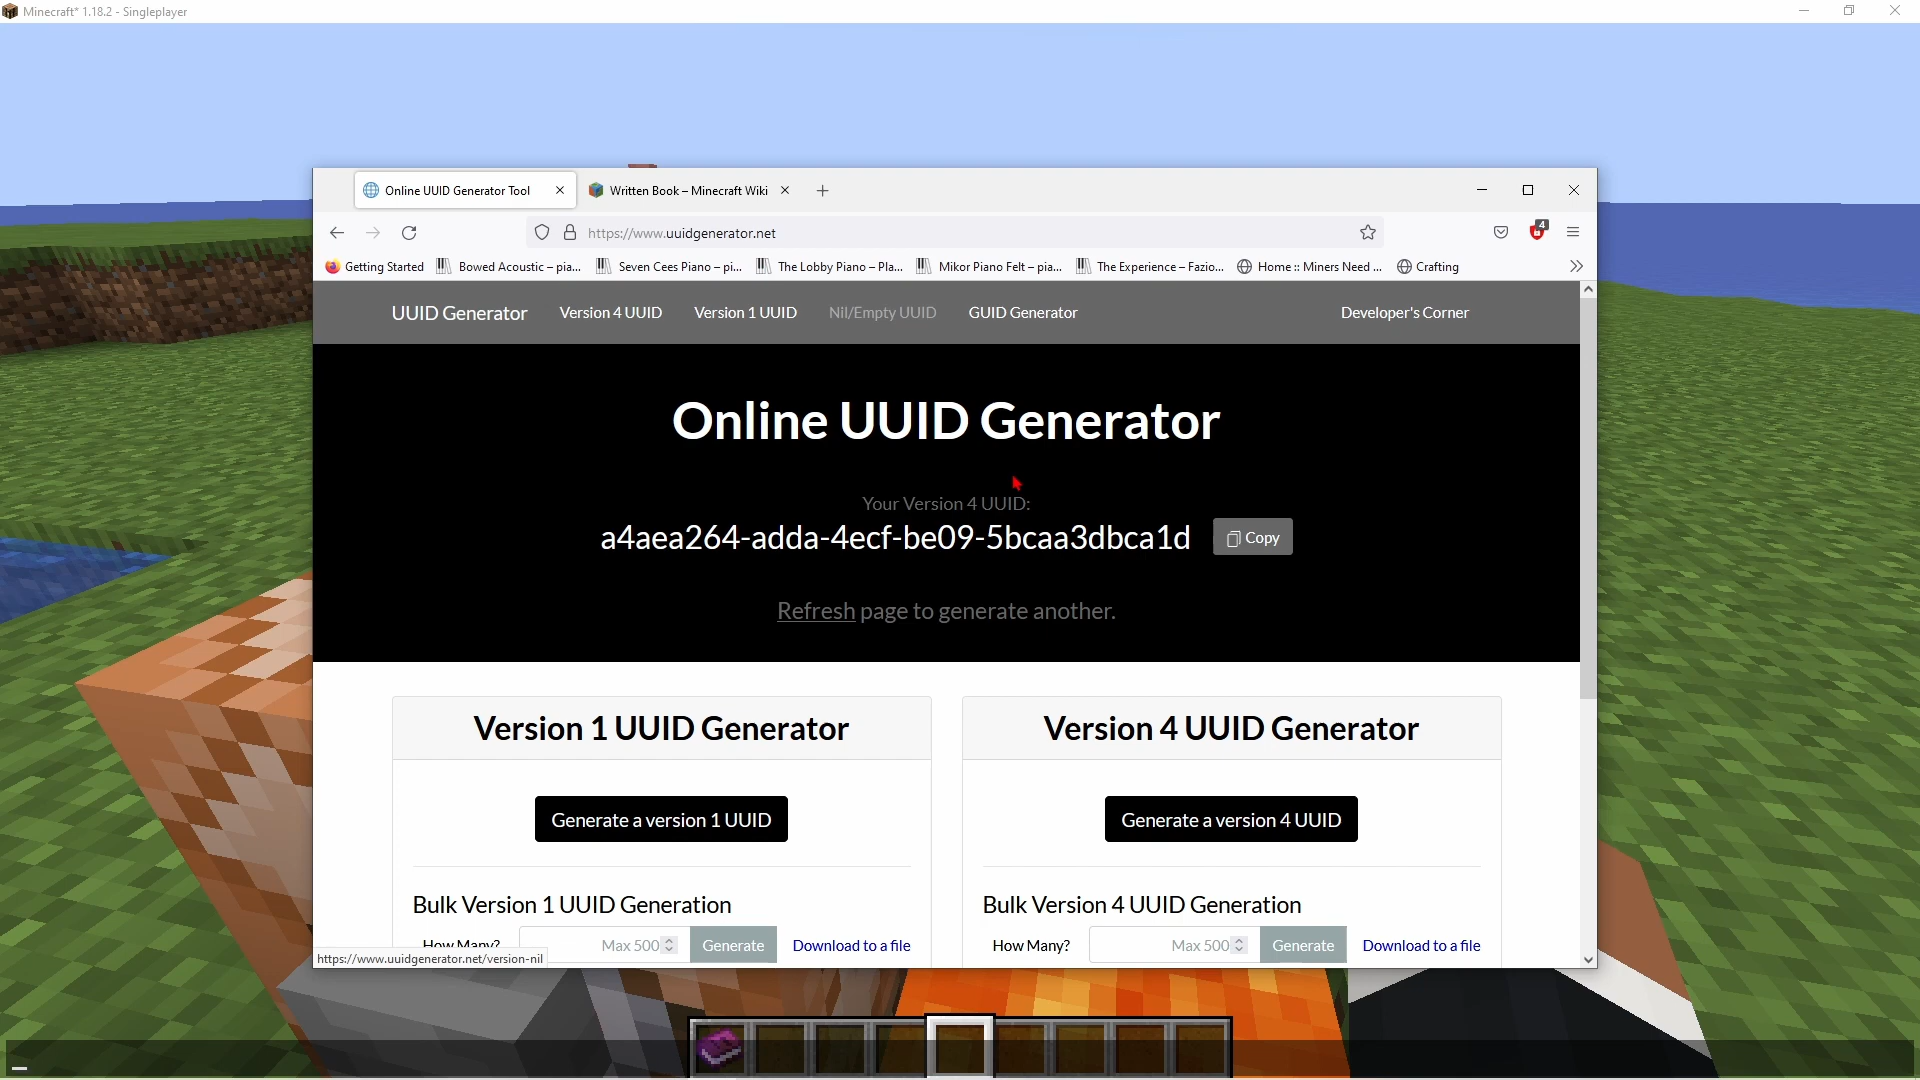 Minecraft* 1.18.2 - Singleplayer
Online UUID Generator Tool
Written Book – Minecraft Wiki
https://www.uuidgenerator.net
4
Getting Started
Bowed Acoustic – pia...
Seven Cees Piano – pi...
The Lobby Piano – Pla...
Mikor Piano Felt – pia...
The Experience – Fazio...
Home :: Miners Need ...
Crafting
UUID Generator
Version 4 UUID
Version 1 UUID
Nil/Empty UUID
GUID Generator
Developer's Corner
Online UUID Generator
Your Version 4 UUID:
a4aea264-adda-4ecf-be09-5bcaa3dbca1d
Copy
Refresh page to generate another.
Version 1 UUID Generator
Generate a version 1 UUID
Bulk Version 1 UUID Generation
How Many?
Max 500
Generate
Download to a file
Version 4 UUID Generator
Generate a version 4 UUID
Bulk Version 4 UUID Generation
How Many?
Max 500
Generate
Download to a file
https://www.uuidgenerator.net/version-nil